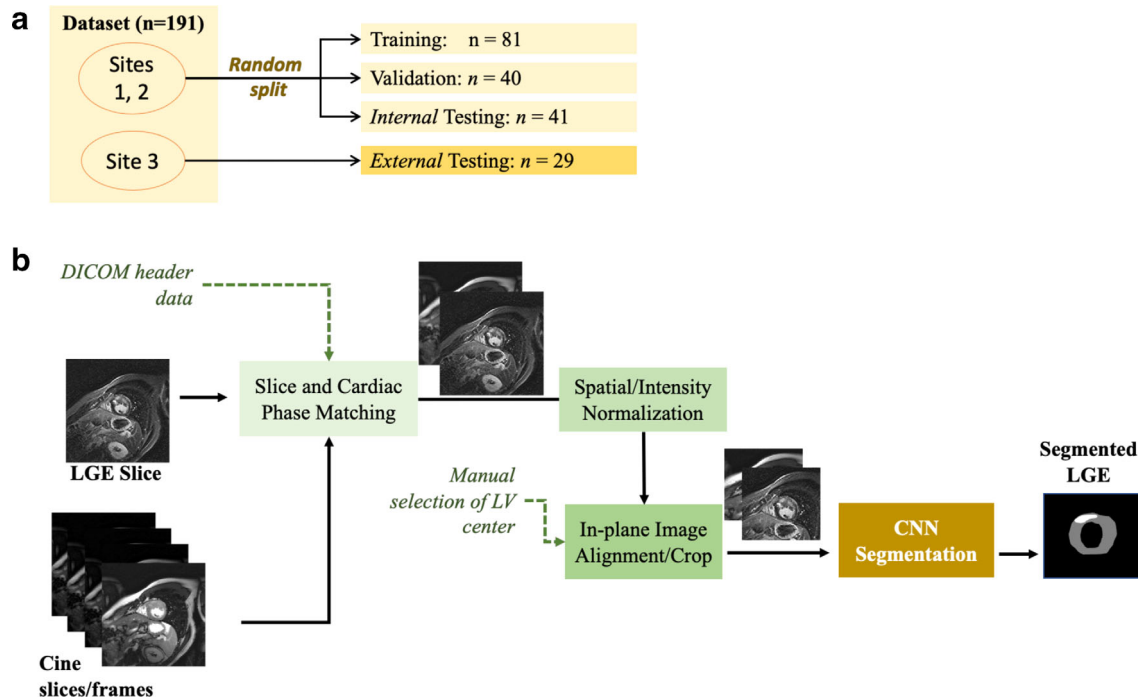 a
Dataset (n=191)
Sites
1, 2
Random
split
Training: n = 81
Validation: n = 40
Internal Testing: n = 41
Site 3
External Testing: n = 29
b
DICOM header
data
LGE Slice
Slice and Cardiac
Phase Matching
Spatial/Intensity
Normalization
Manual
selection of LV
center
In-plane Image
Alignment/Crop
CNN
Segmentation
Segmented
LGE
Cine
slices/frames